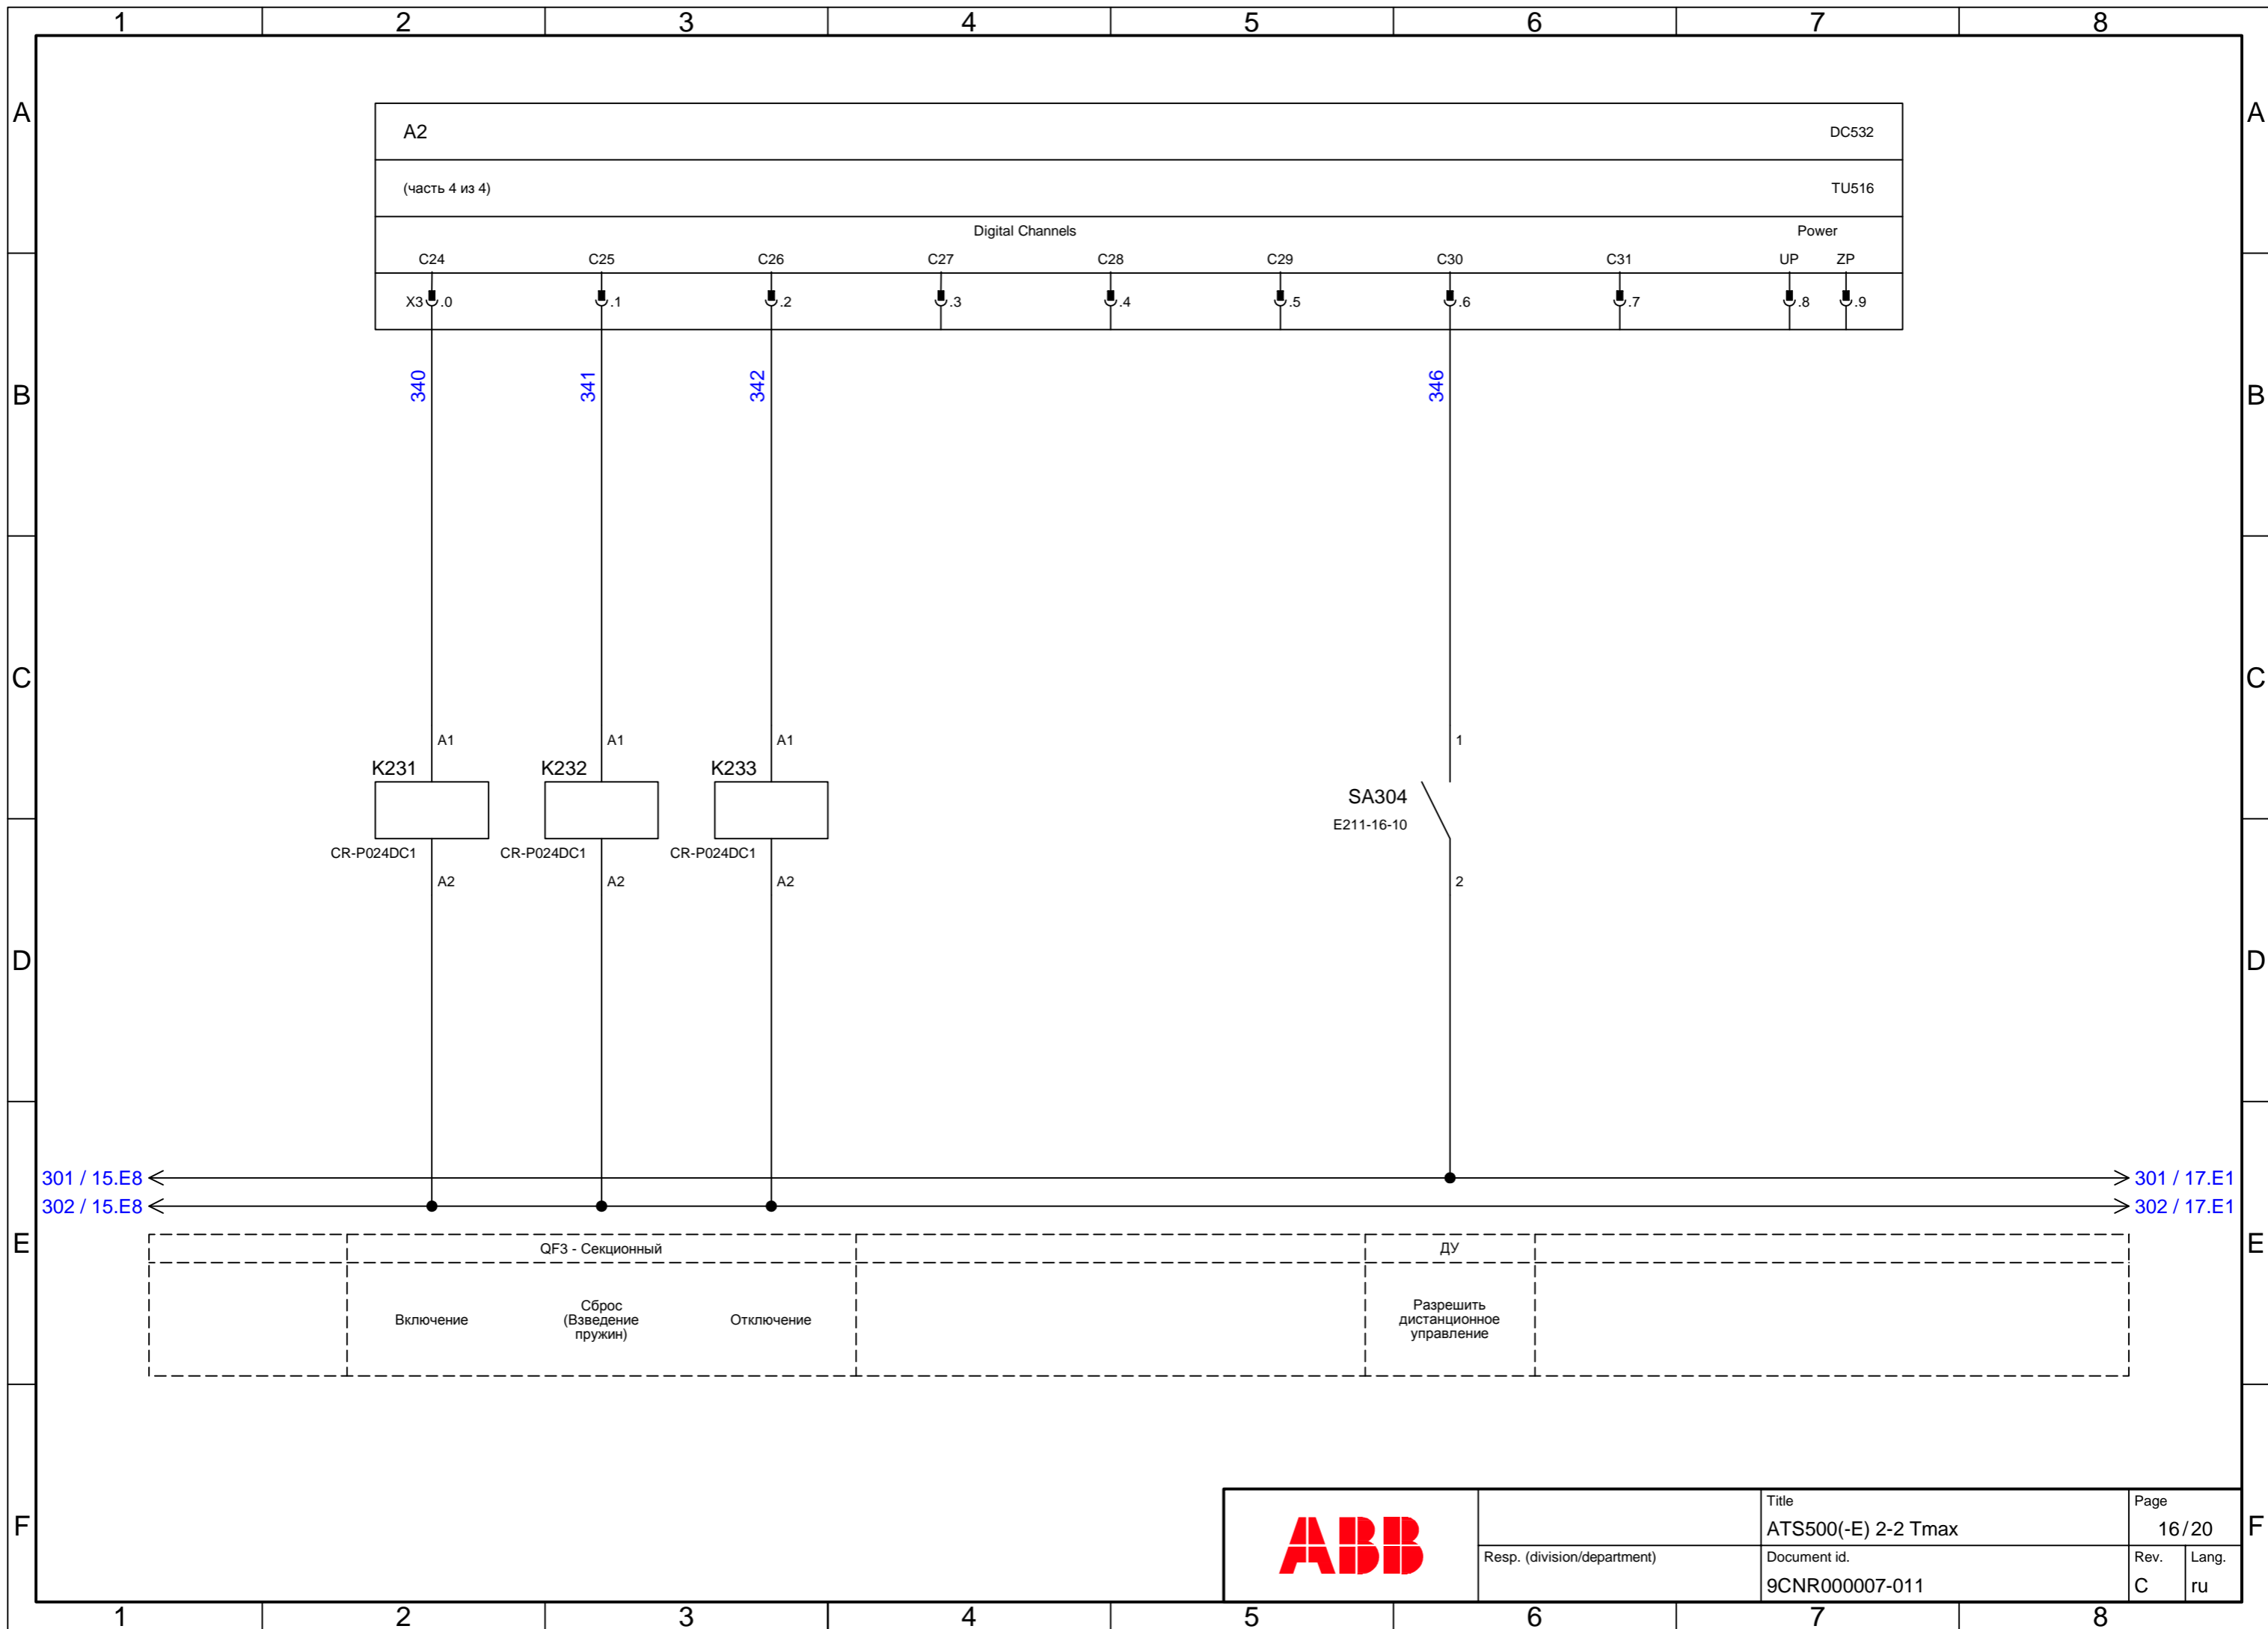 1 2 3 4 5 6 7 8
A A
A2 DC532
(часть 4 из 4) TU516
Digital Channels Power
C24 C25 C26 C27 C28 C29 C30 C31 UP ZP
X3 .0 .1 .2 .3 .4 .5 .6 .7 .8 .9
B B
340 341 342 346
C C
A1 A1 A1 1
K231 K232 K233
SA304
E211-16-10
CR-P024DC1 CR-P024DC1 CR-P024DC1
A2 A2 A2 2
D D
301 / 15.E8 301 / 17.E1
302 / 15.E8 302 / 17.E1
E E
QF3 - Секционный ДУ
Включение
Сброс
(Взведение
пружин)
Отключение
Разрешить
дистанционное
управление
F F
ABB
Title
ATS500(-E) 2-2 Tmax
Page
16/20
Resp. (division/department)
Document id.
9CNR000007-011
Rev.
C
Lang.
ru
1 2 3 4 5 6 7 8